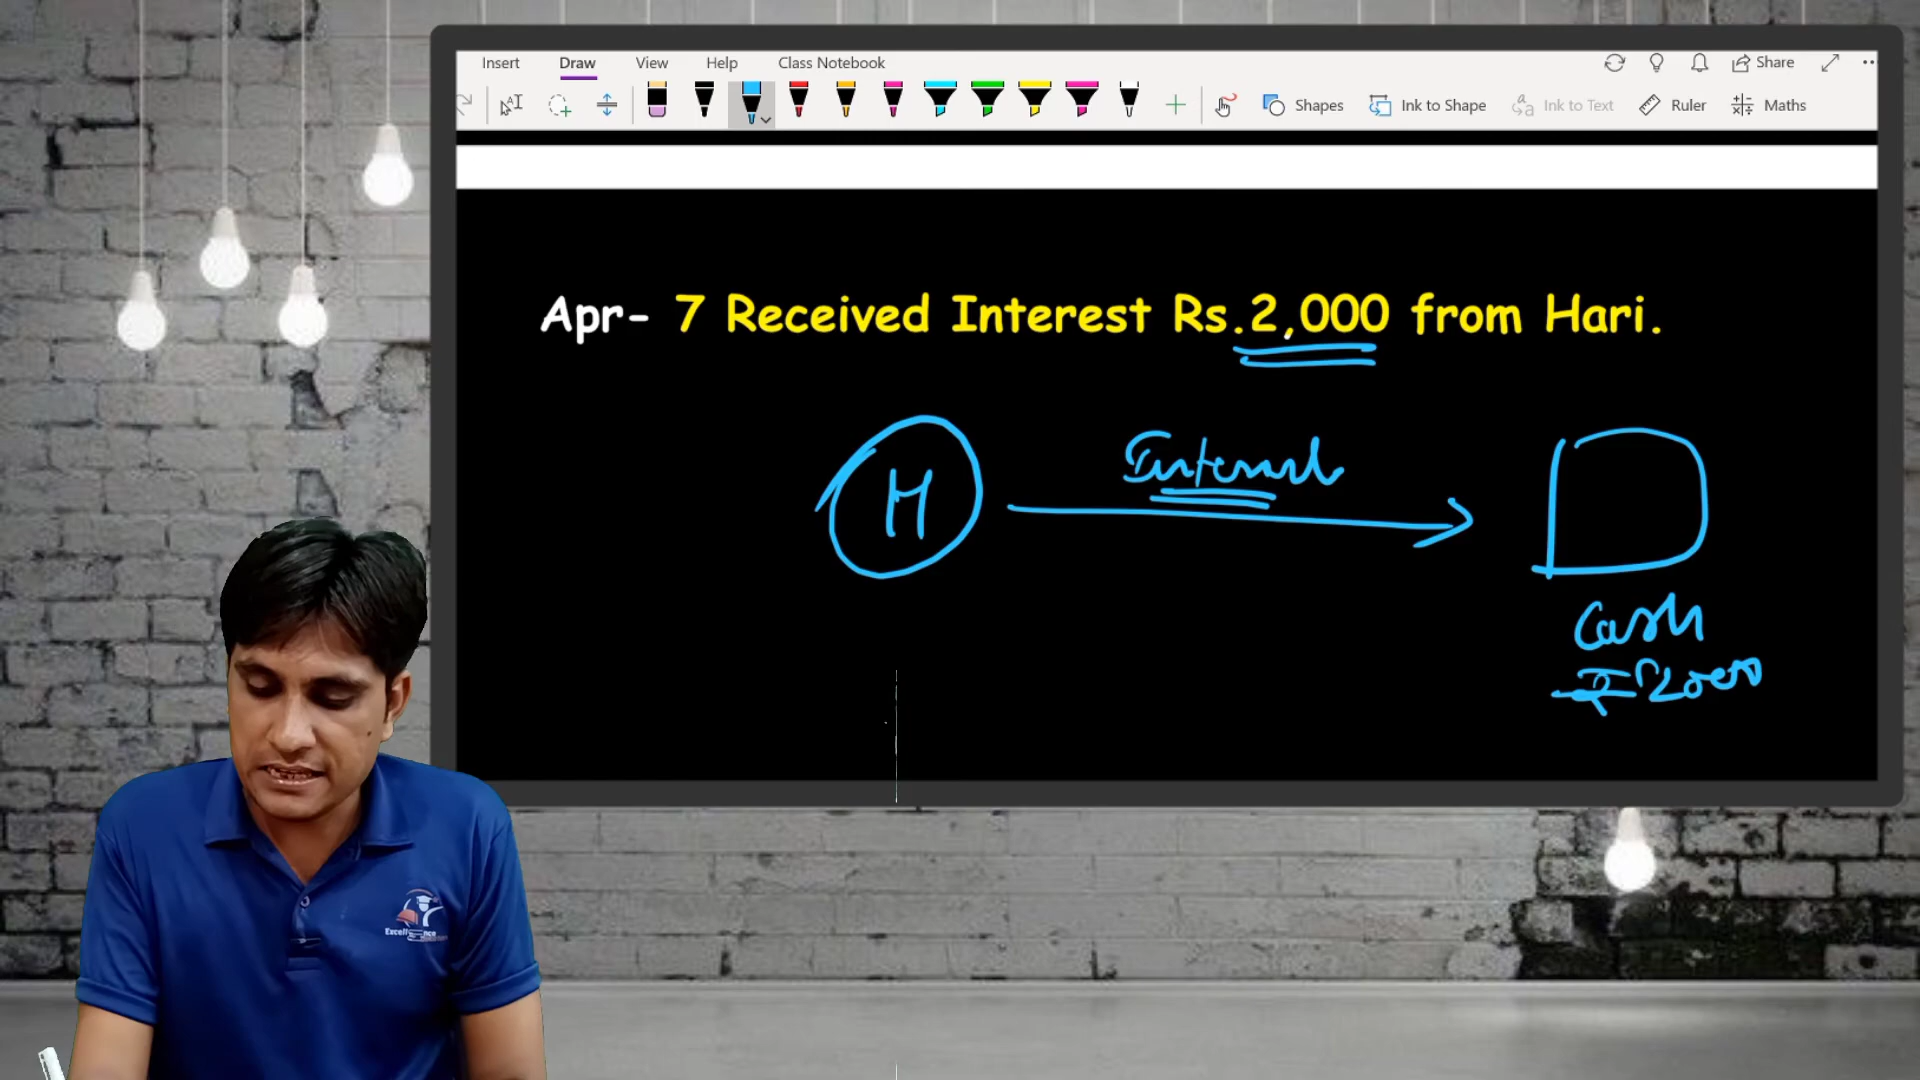 Insert Draw View Help Class Notebook Share
Shapes Ink to Shape Ink to Text Ruler Maths
Apr- 7 Received Interest Rs.2,000 from Hari.
H
Interest
Cash
₹2000